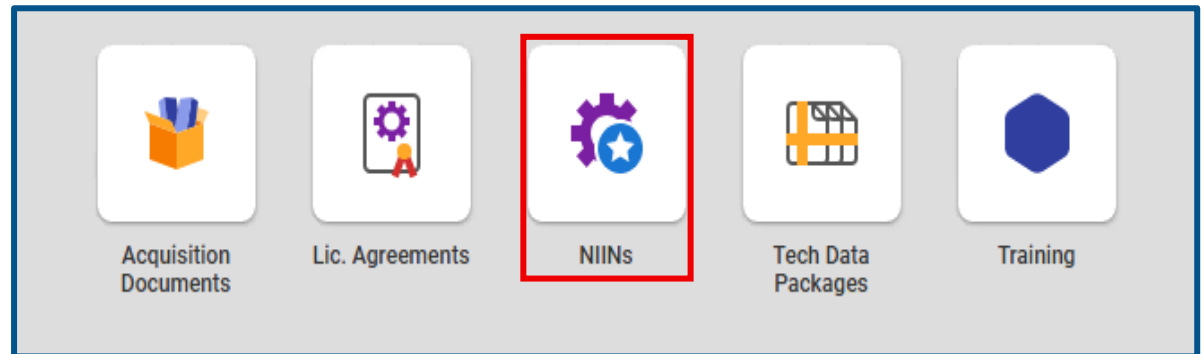 Acquisition
Documents
Lic. Agreements
NIINs
Tech Data
Packages
Training